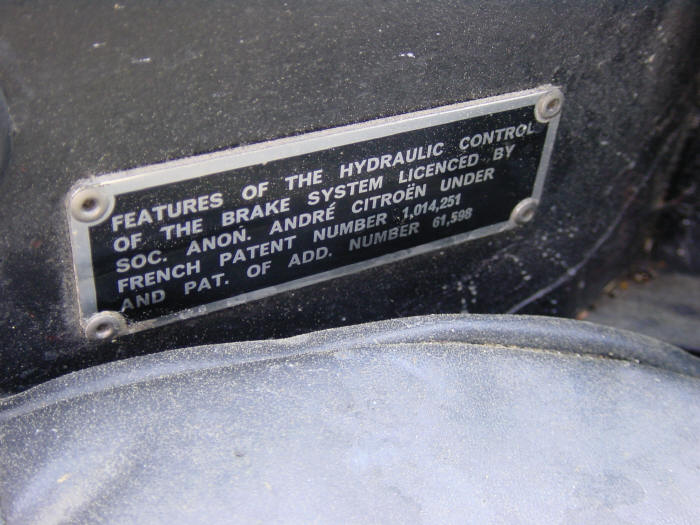 FEATURES OF THE HYDRAULIC CONTROL
OF THE BRAKE SYSTEM LICENCED BY
SOC. ANON. ANDRÉ CITROËN UNDER
FRENCH PATENT NUMBER 1,014,251
AND PAT. OF ADD. NUMBER 61,598